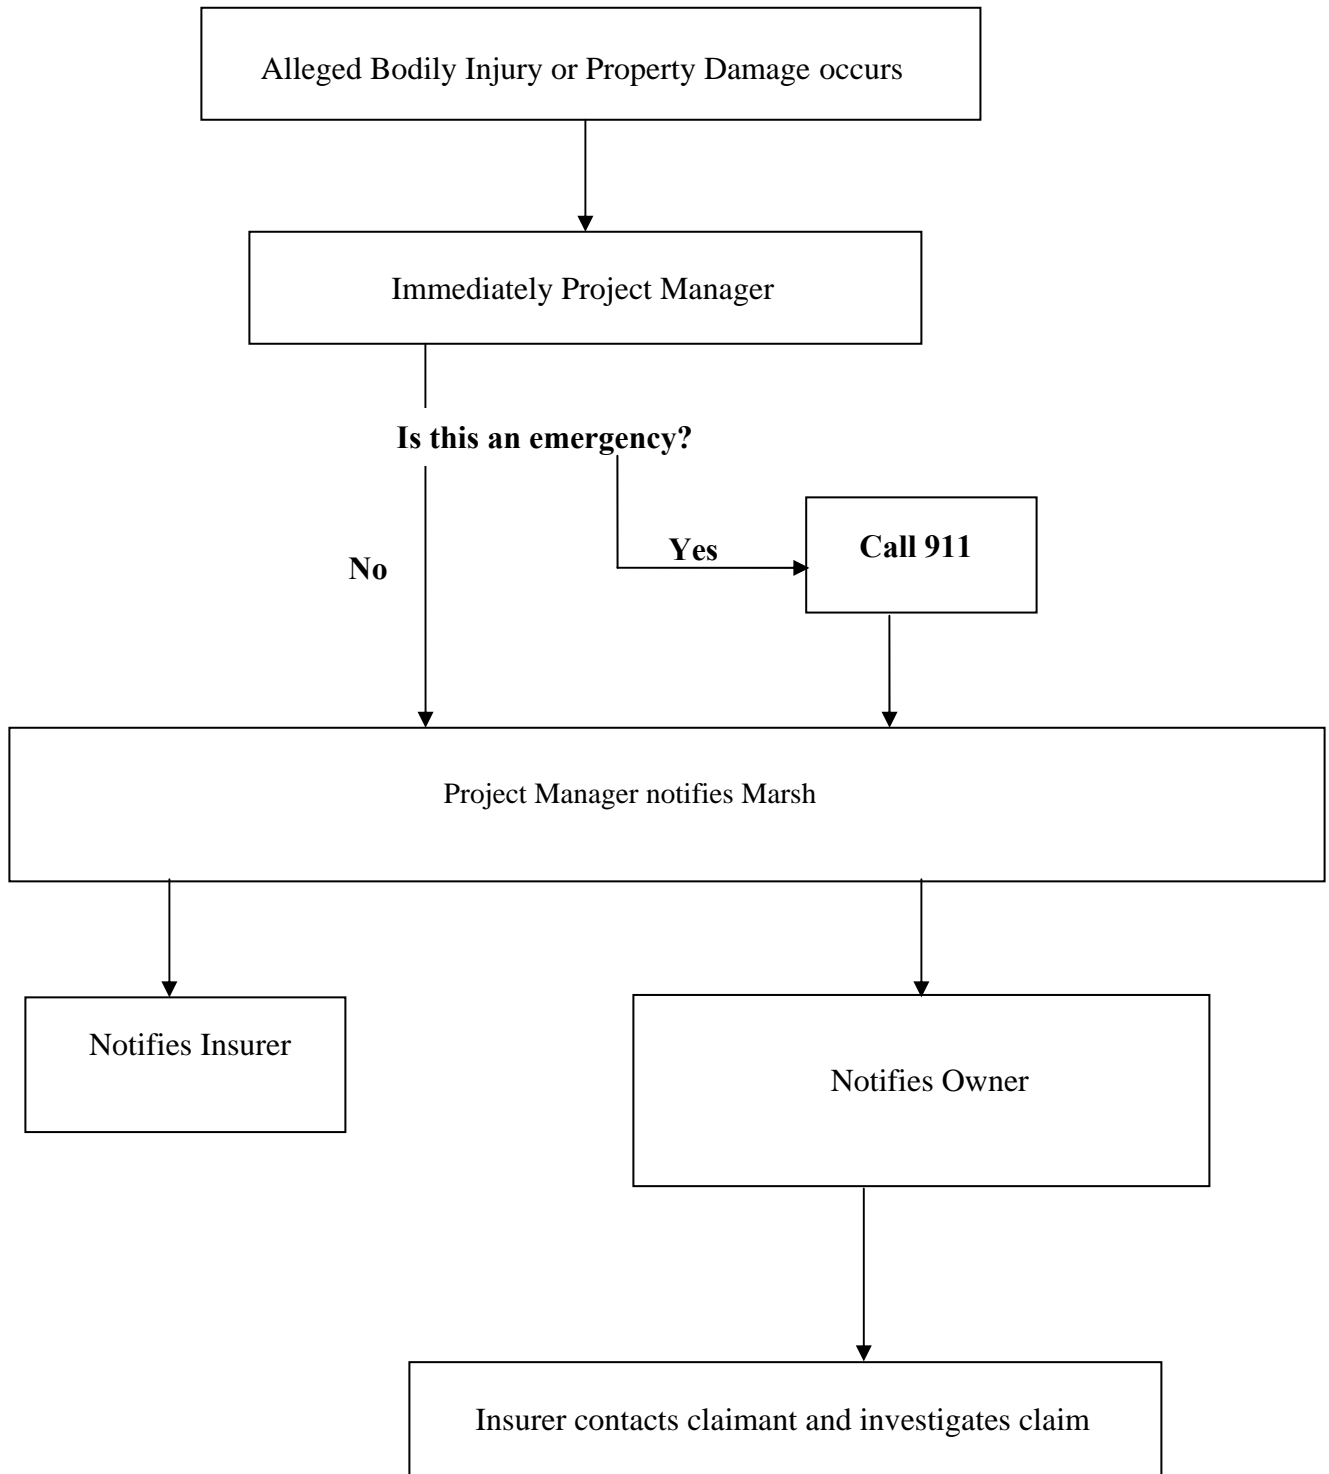 Alleged Bodily Injury or Property Damage occurs
Immediately Project Manager
Is this an emergency?
Yes
Call 911
No
Project Manager notifies Marsh
Notifies Insurer
Notifies Owner
Insurer contacts claimant and investigates claim